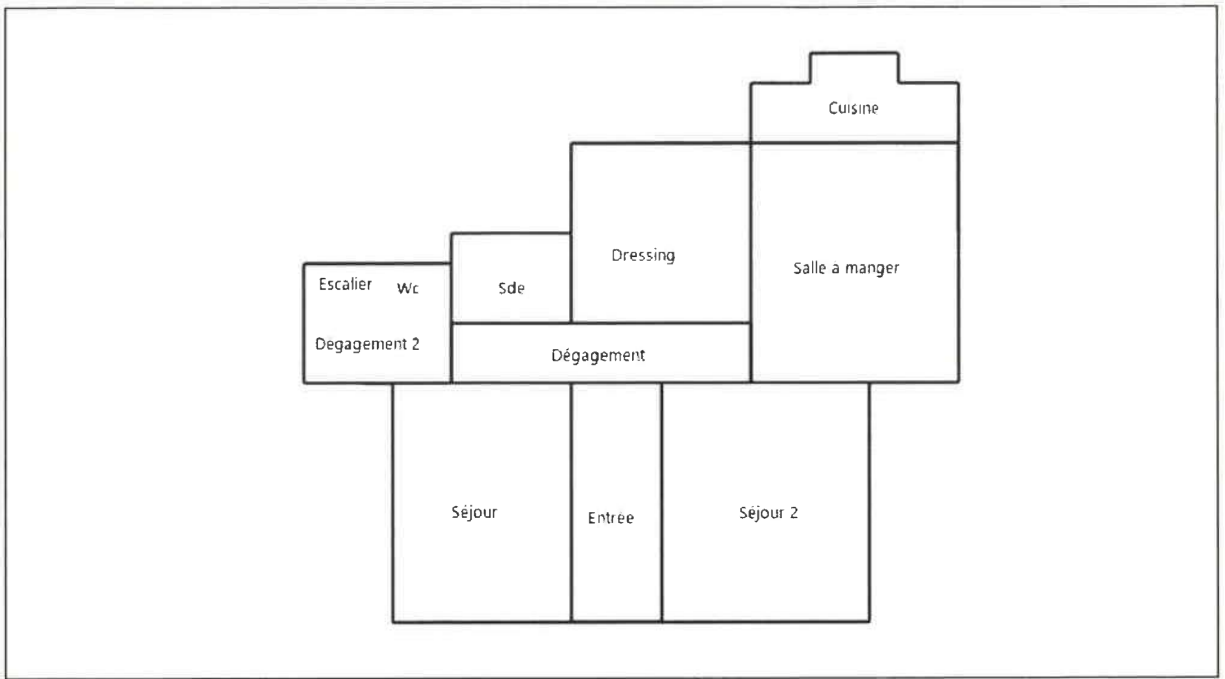 Cuisine
Dressing
Salle a manger
Escalier
Wc
Sde
Degagement 2
Dégagement
Séjour
Entrée
Séjour 2